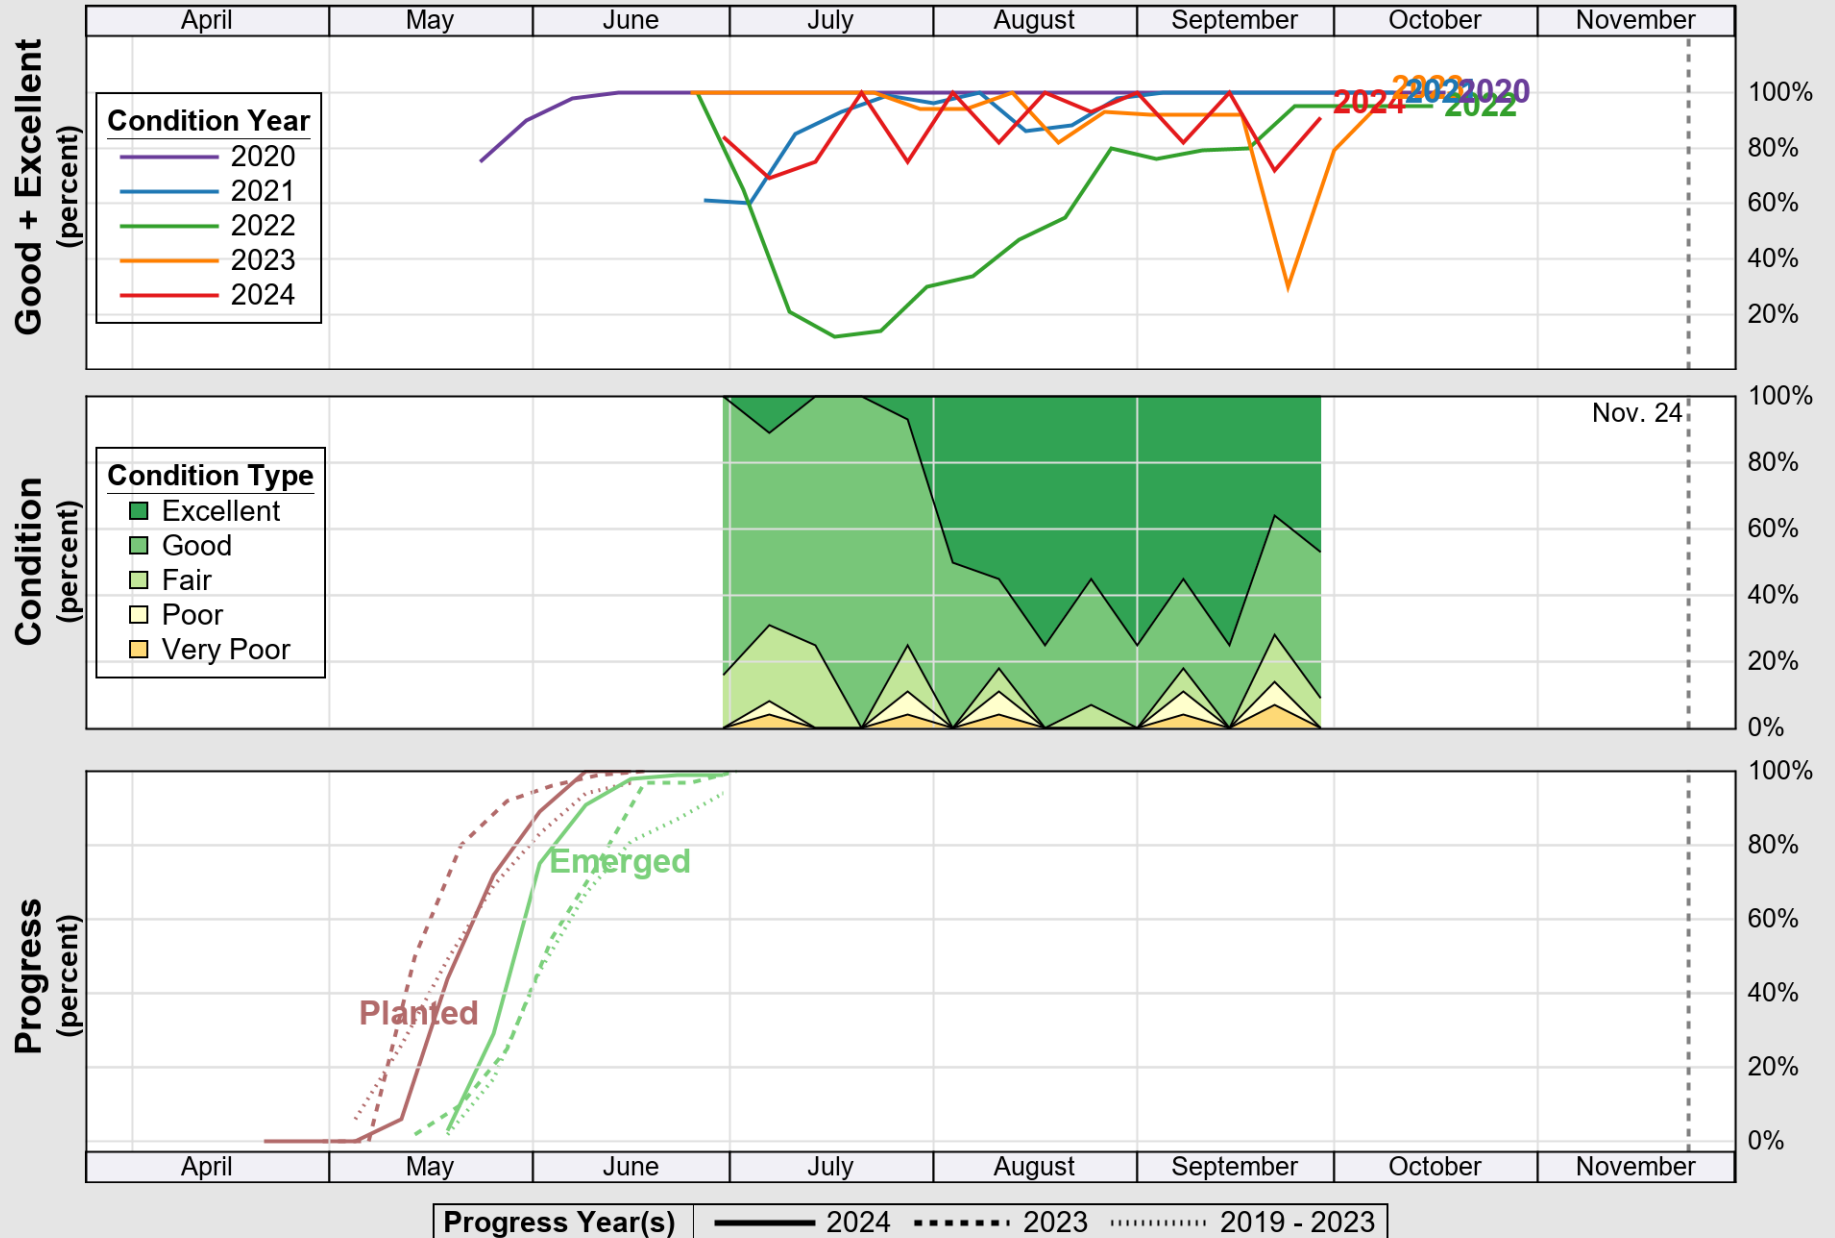 April May June July August September October November
Good + Excellent
(percent)
Condition Year
2020
2021
2022
2023
2024
2024 2023 2021 2020
2022
100%
80%
60%
40%
20%
Condition
(percent)
Condition Type
Excellent
Good
Fair
Poor
Very Poor
Nov. 24
100%
80%
60%
40%
20%
0%
Progress
(percent)
Emerged
Planted
100%
80%
60%
40%
20%
0%
April May June July August September October November
Progress Year(s) 2024 2023 2019 - 2023